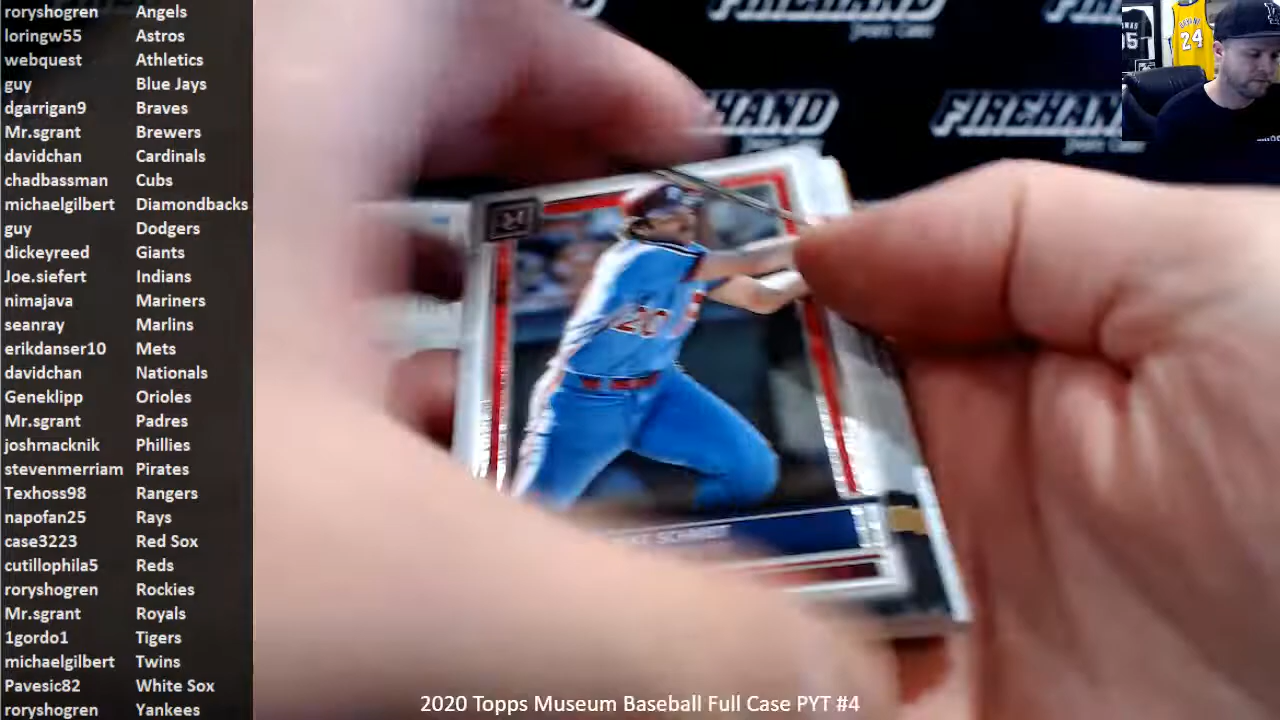 roryshogren Angels
loringw55 Astros
webquest Athletics
guy Blue Jays
dgarrigan9 Braves
Mr.sgrant Brewers
davidchan Cardinals
chadbassman Cubs
michaelgilbert Diamondbacks
guy Dodgers
dickeyreed Giants
Joe.siefert Indians
nimajava Mariners
seanray Marlins
erikdanser10 Mets
davidchan Nationals
Geneklipp Orioles
Mr.sgrant Padres
joshmacknik Phillies
stevenmerriam Pirates
Texhoss98 Rangers
napofan25 Rays
case3223 Red Sox
cutillophila5 Reds
roryshogren Rockies
Mr.sgrant Royals
1gordo1 Tigers
michaelgilbert Twins
Pavesic82 White Sox
roryshogren Yankees
FIREHAND
24
20
SCHMIDT
2020 Topps Museum Baseball Full Case PYT #4